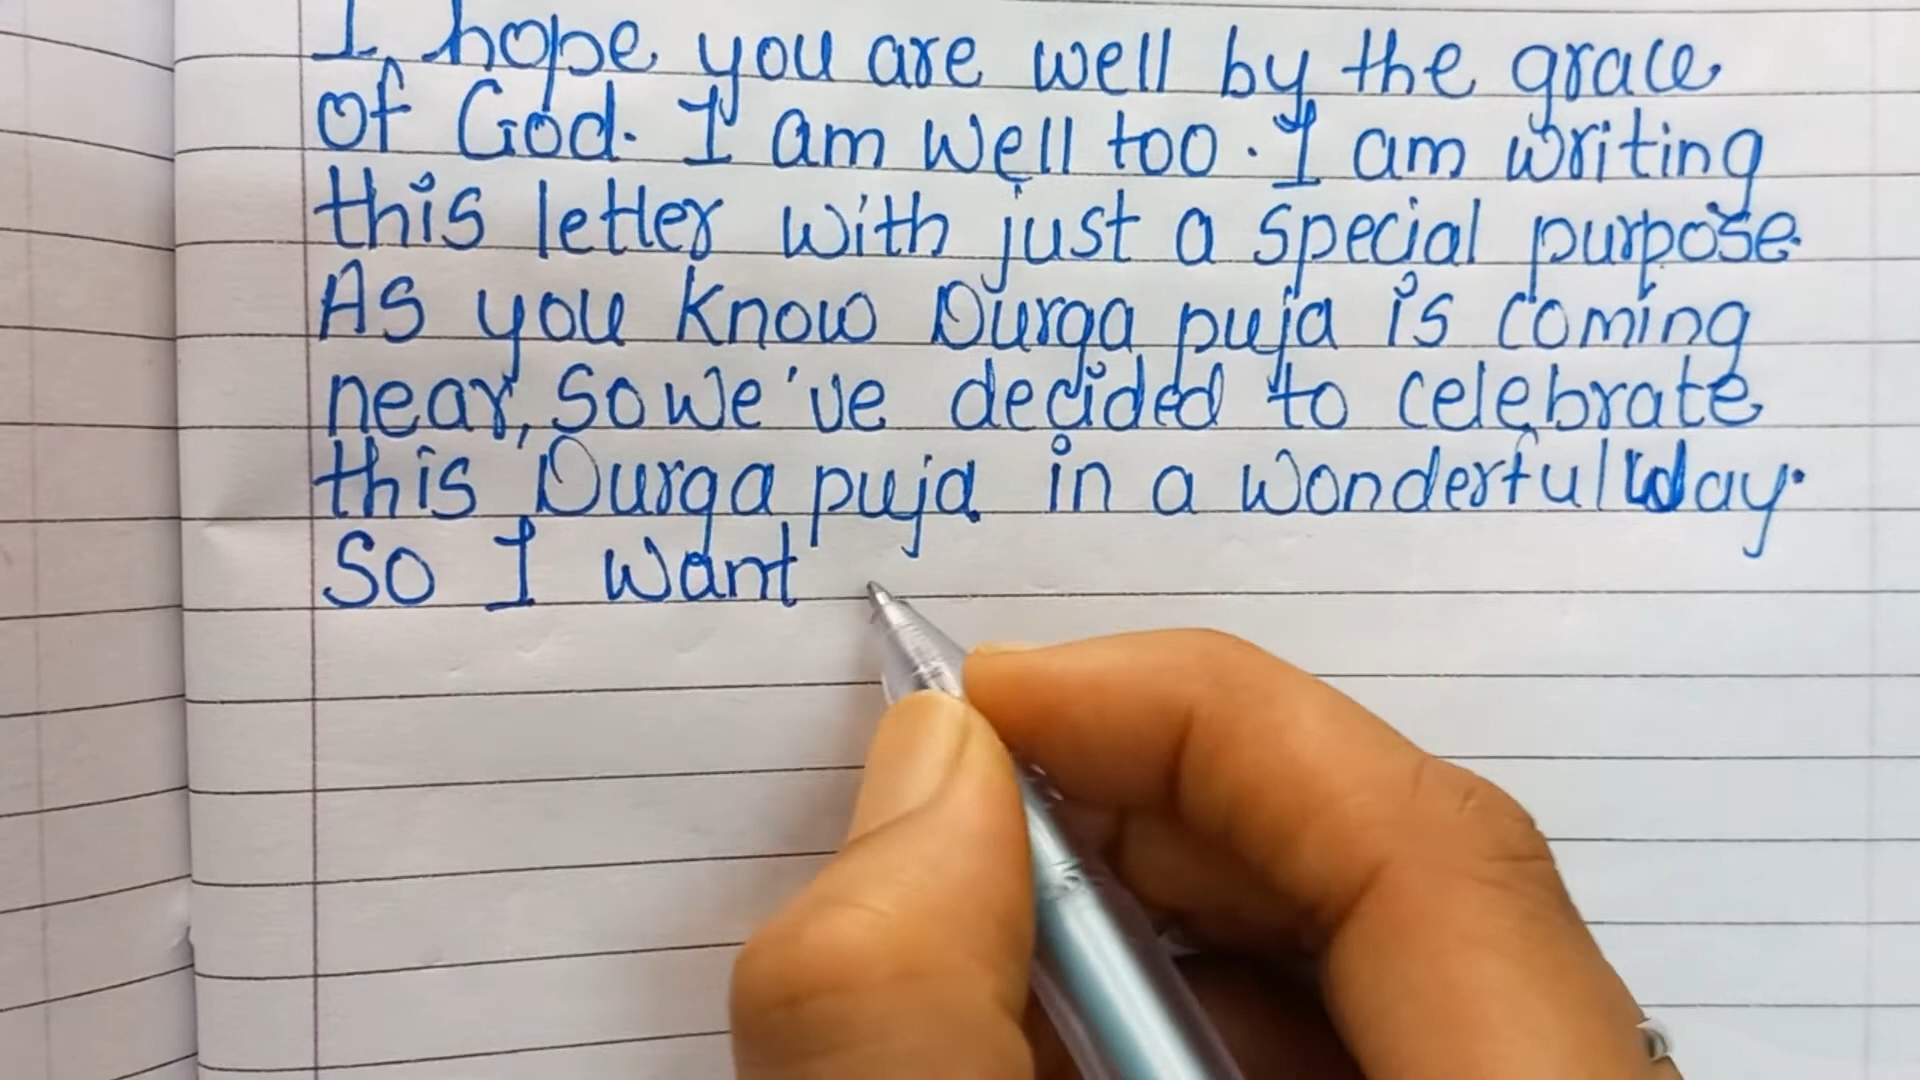 I hope you are well by the grace
of God. I am well too. I am writing
this letter with just a special purpose.
As you know Durga puja is coming
near, so we've decided to celebrate
this Durga puja in a wonderful way.
So I want